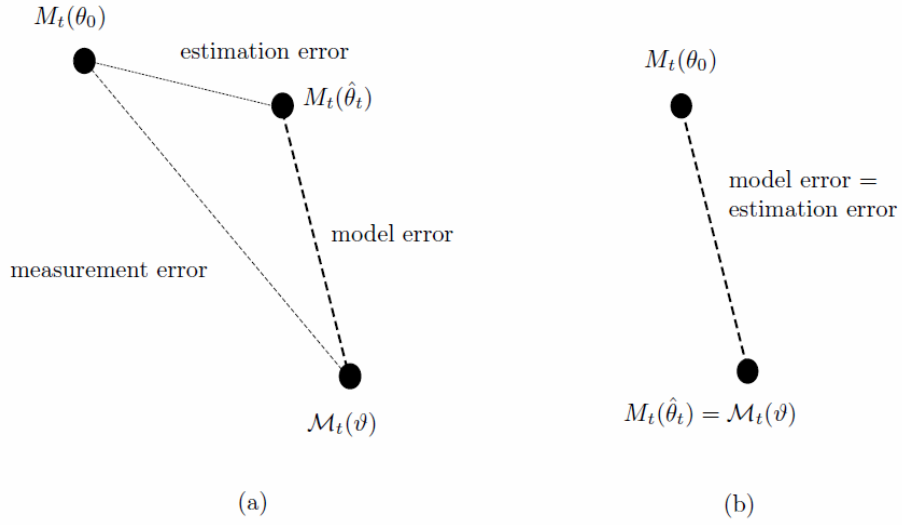 M_t(θ_0)
estimation error
M_t(θ̂_t)
model error
measurement error
ℳ_t(ϑ)
(a)
M_t(θ_0)
model error =
estimation error
M_t(θ̂_t) = ℳ_t(ϑ)
(b)